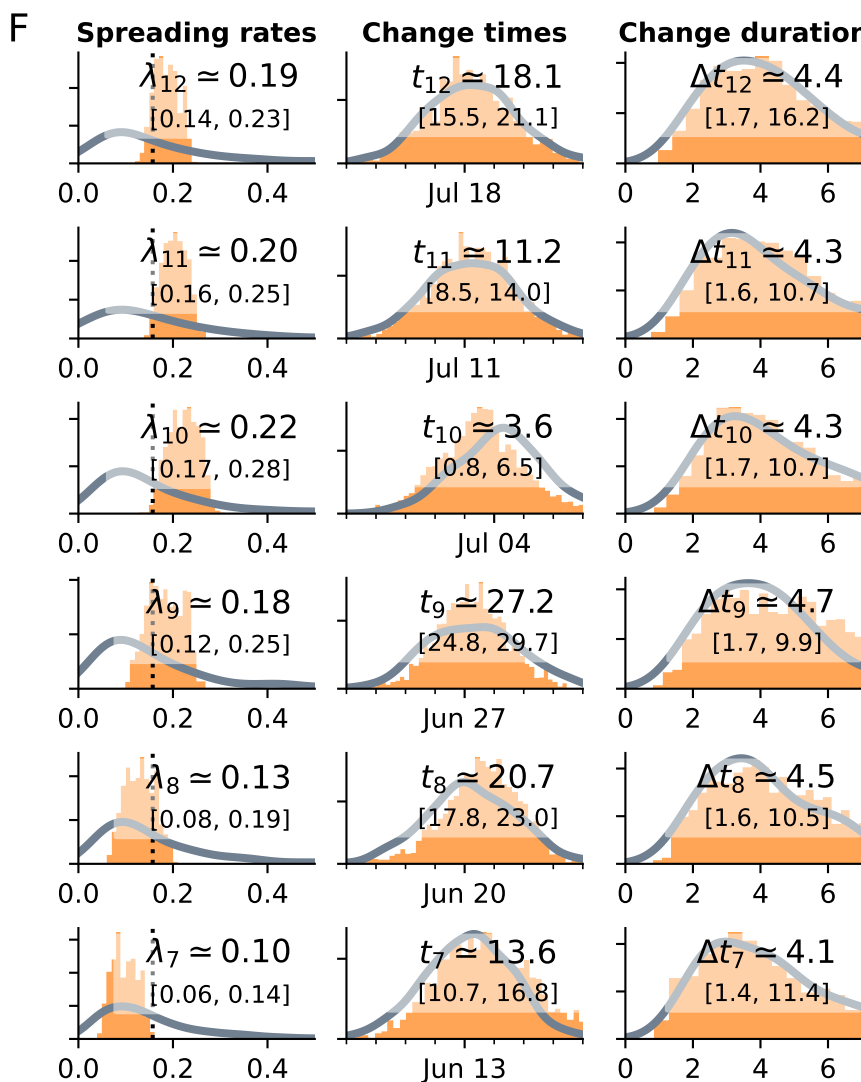 F
Spreading rates Change times Change duration
λ12 ≃ 0.19 t12 ≃ 18.1 Δt12 ≃ 4.4
[0.14, 0.23] [15.5, 21.1] [1.7, 16.2]
0.0 0.2 0.4 Jul 18 0 2 4 6
λ11 ≃ 0.20 t11 ≃ 11.2 Δt11 ≃ 4.3
[0.16, 0.25] [8.5, 14.0] [1.6, 10.7]
0.0 0.2 0.4 Jul 11 0 2 4 6
λ10 ≃ 0.22 t10 ≃ 3.6 Δt10 ≃ 4.3
[0.17, 0.28] [0.8, 6.5] [1.7, 10.7]
0.0 0.2 0.4 Jul 04 0 2 4 6
λ9 ≃ 0.18 t9 ≃ 27.2 Δt9 ≃ 4.7
[0.12, 0.25] [24.8, 29.7] [1.7, 9.9]
0.0 0.2 0.4 Jun 27 0 2 4 6
λ8 ≃ 0.13 t8 ≃ 20.7 Δt8 ≃ 4.5
[0.08, 0.19] [17.8, 23.0] [1.6, 10.5]
0.0 0.2 0.4 Jun 20 0 2 4 6
λ7 ≃ 0.10 t7 ≃ 13.6 Δt7 ≃ 4.1
[0.06, 0.14] [10.7, 16.8] [1.4, 11.4]
0.0 0.2 0.4 Jun 13 0 2 4 6